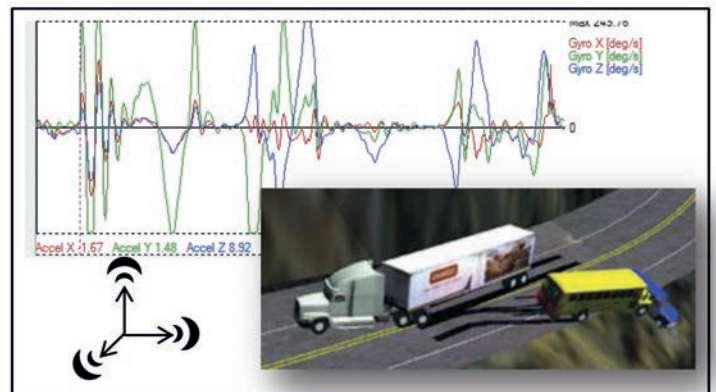 Max 245.76
Gyro X [deg/s]
Gyro Y [deg/s]
Gyro Z [deg/s]
0
Accel X -1.67 Accel Y 1.48 Accel Z 8.92